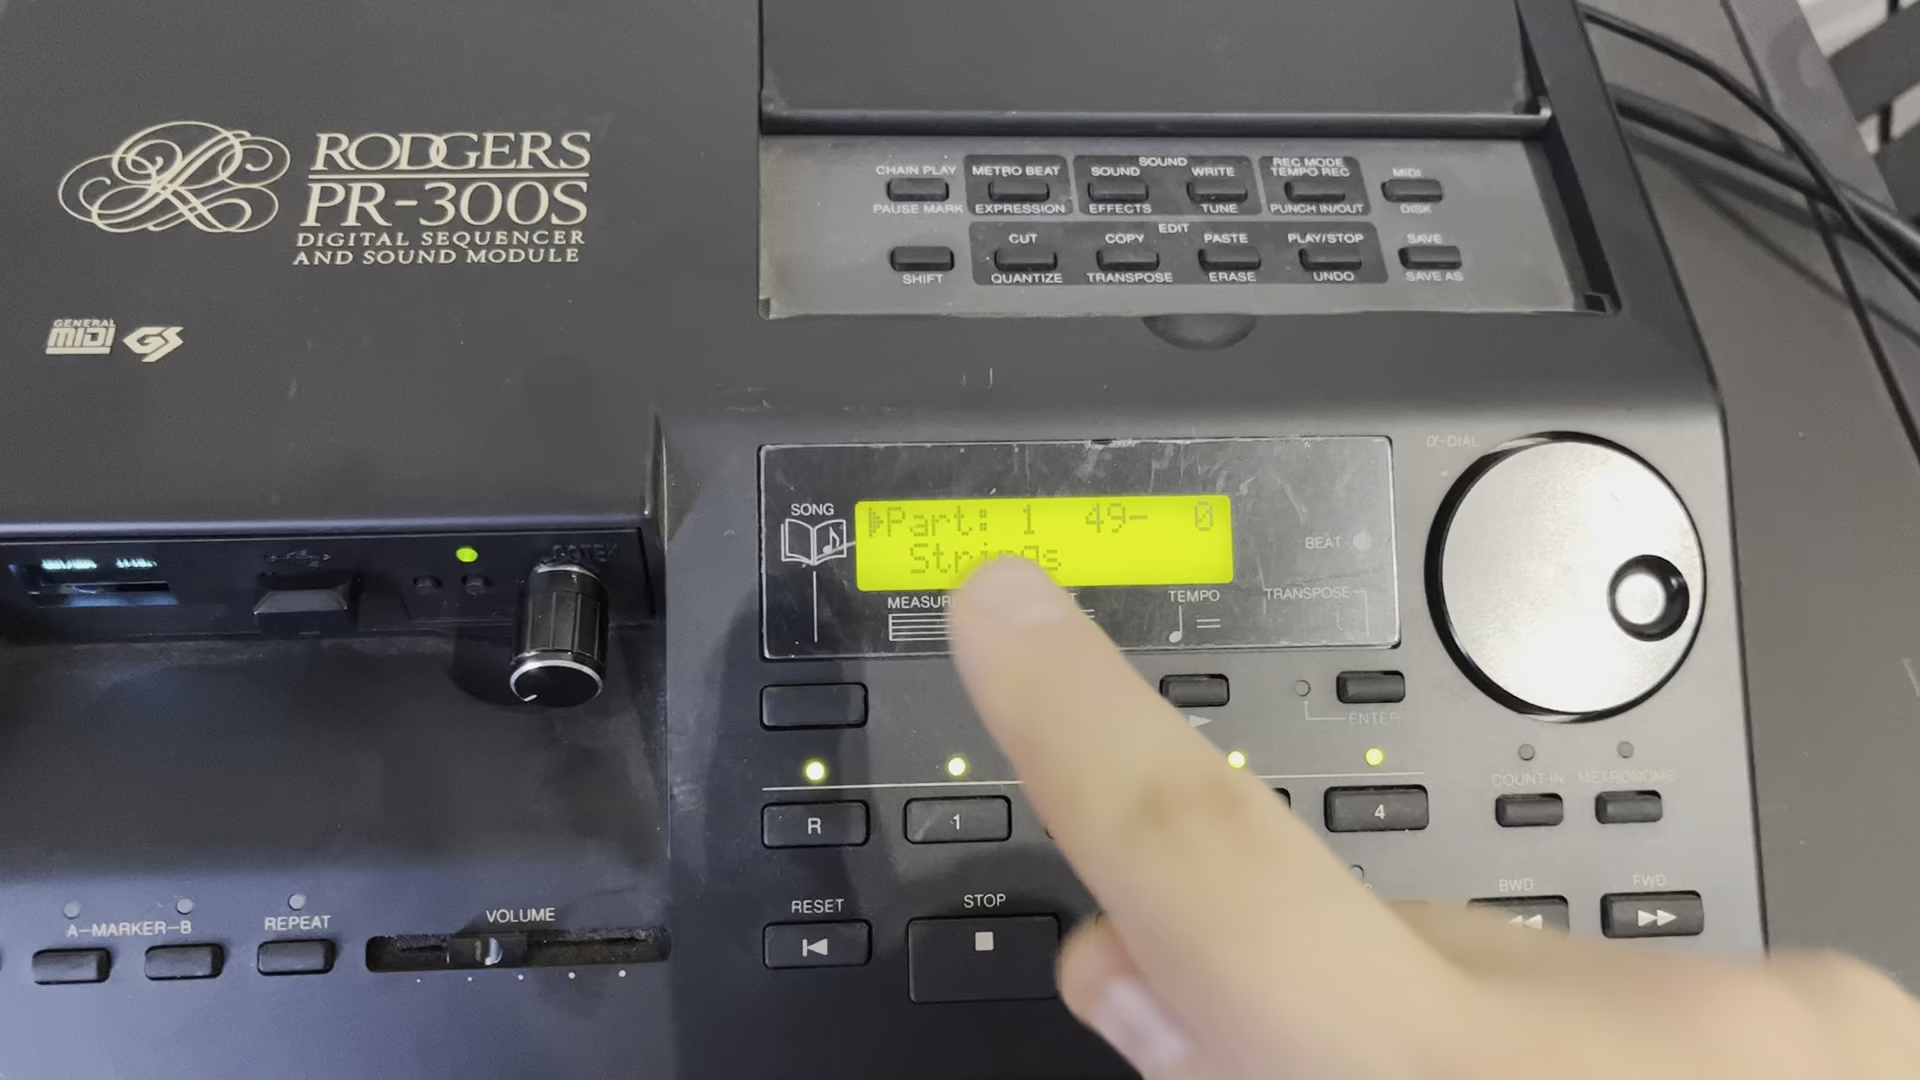 RODGERS
PR-300S
DIGITAL SEQUENCER
AND SOUND MODULE
GENERAL
MIDI GS
CHAIN PLAY METRO BEAT SOUND SOUND WRITE REC MODE TEMPO REC MIDI
PAUSE MARK EXPRESSION EFFECTS TUNE PUNCH IN/OUT DISK
EDIT
CUT COPY PASTE PLAY/STOP SAVE
SHIFT QUANTIZE TRANSPOSE ERASE UNDO SAVE AS
α-DIAL
SONG
Part: 1 49- 0
Strings
BEAT
TEMPO TRANSPOSE
ENTER
COUNT IN METRONOME
R 1 4
A-MARKER-B REPEAT VOLUME
RESET STOP BWD FWD